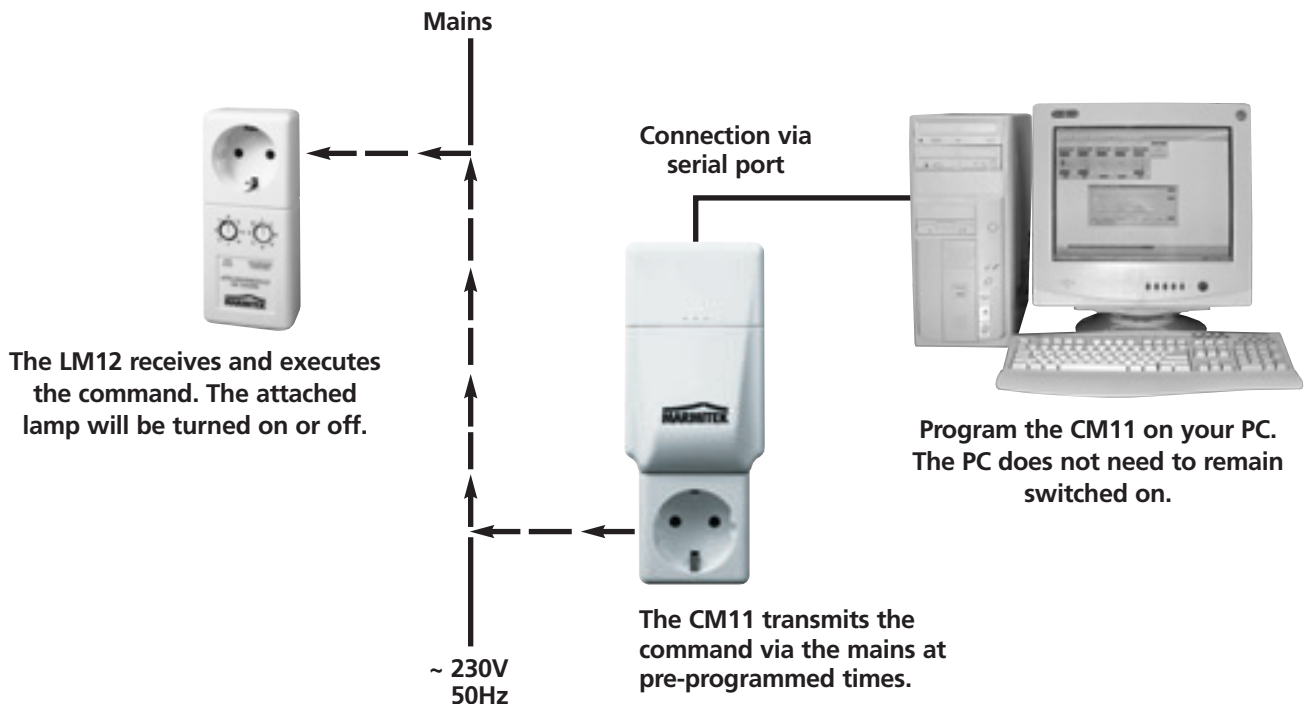 Mains
Connection via
serial port
MARMITEK
MARMITEK
The LM12 receives and executes
the command. The attached
lamp will be turned on or off.
Program the CM11 on your PC.
The PC does not need to remain
switched on.
The CM11 transmits the
command via the mains at
pre-programmed times.
~ 230V
50Hz